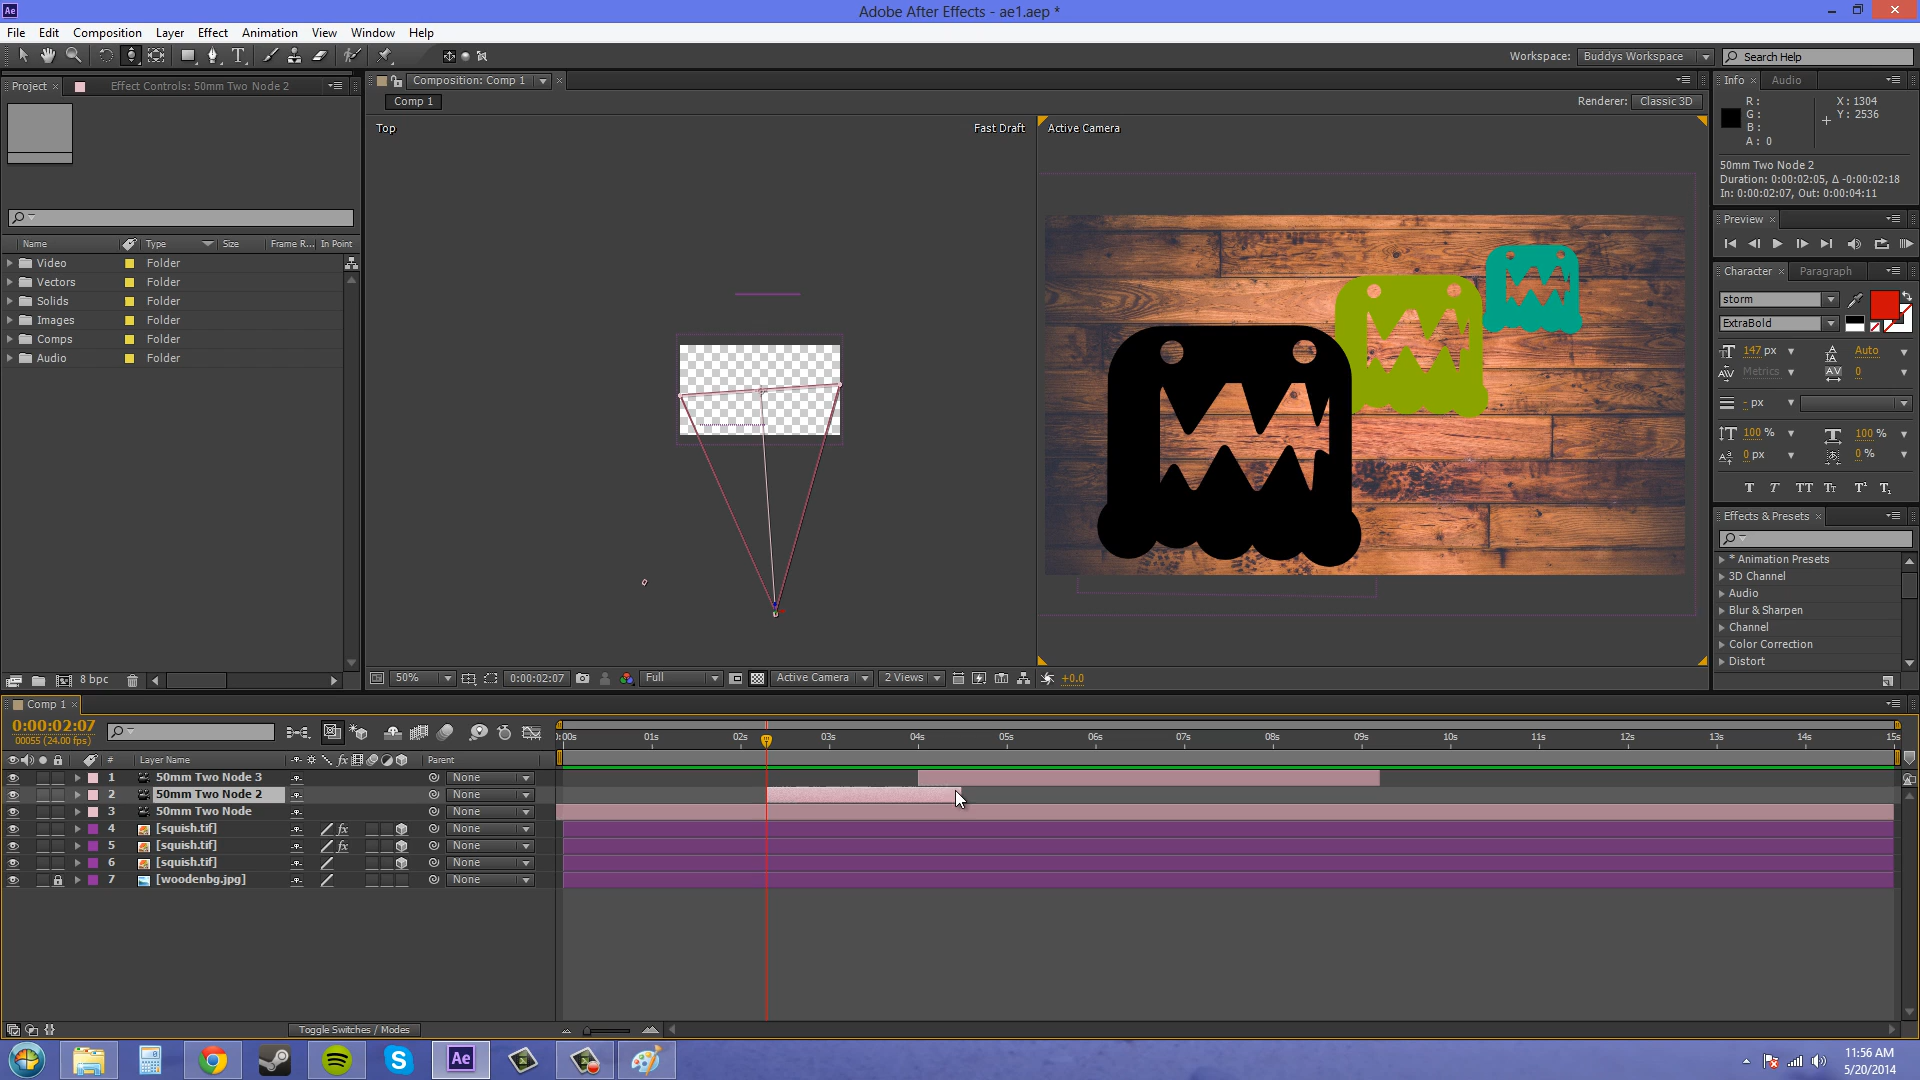 Ae
Adobe After Effects - ae1.aep *
File Edit Composition Layer Effect Animation View Window Help
Workspace: Buddys Workspace Search Help
Project Effect Controls: 50mm Two Node 2
Composition: Comp 1
Comp 1
Renderer: Classic 3D
Top Fast Draft
Active Camera
Info Audio
R :
G :
B :
A : 0
X : 1304
Y : 2536
50mm Two Node 2
Duration: 0:00:02:05, Δ -0:00:02:18
In: 0:00:02:07, Out: 0:00:04:11
Preview
Character Paragraph
storm
ExtraBold
147 px Auto
Metrics 0
- px
100 % 100 %
0 px 0 %
T T TT Tт T¹ T₁
Effects & Presets
* Animation Presets
3D Channel
Audio
Blur & Sharpen
Channel
Color Correction
Distort
Name Type Size Frame R... In Point
Video Folder
Vectors Folder
Solids Folder
Images Folder
Comps Folder
Audio Folder
8 bpc
50% 0:00:02:07 Full Active Camera 2 Views +0.0
Comp 1
0:00:02:07
00055 (24.00 fps)
):00s 01s 02s 03s 04s 05s 06s 07s 08s 09s 10s 11s 12s 13s 14s 15s
# Layer Name fx Parent
1 50mm Two Node 3 None
2 50mm Two Node 2 None
3 50mm Two Node None
4 [squish.tif] fx None
5 [squish.tif] fx None
6 [squish.tif] None
7 [woodenbg.jpg] None
Toggle Switches / Modes
Ae
11:56 AM
5/20/2014